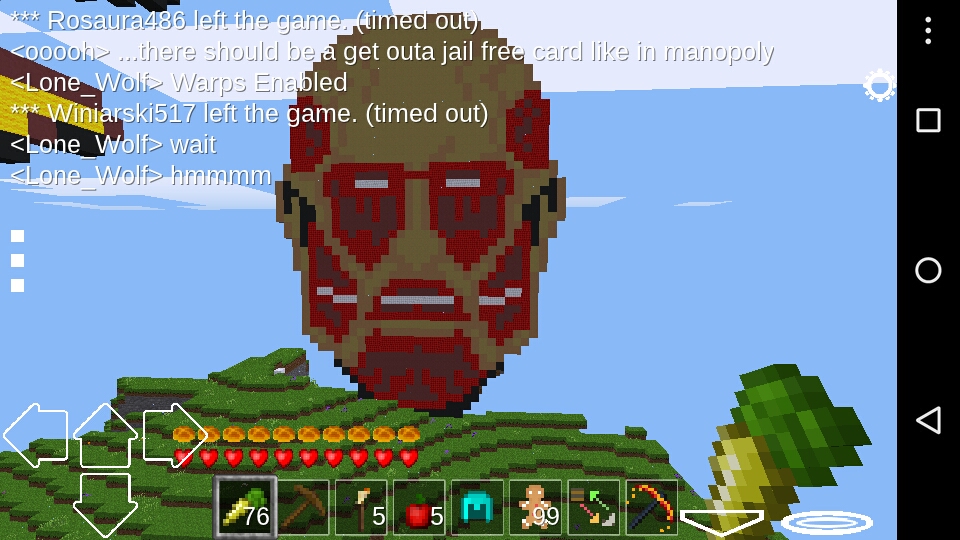 *** Rosaura486 left the game. (timed out)
<ooooh> ...there should be a get outa jail free card like in manopoly
<Lone_Wolf> Warps Enabled
*** Winiarski517 left the game. (timed out)
<Lone_Wolf> wait
<Lone_Wolf> hmmmm
76 5 5 99